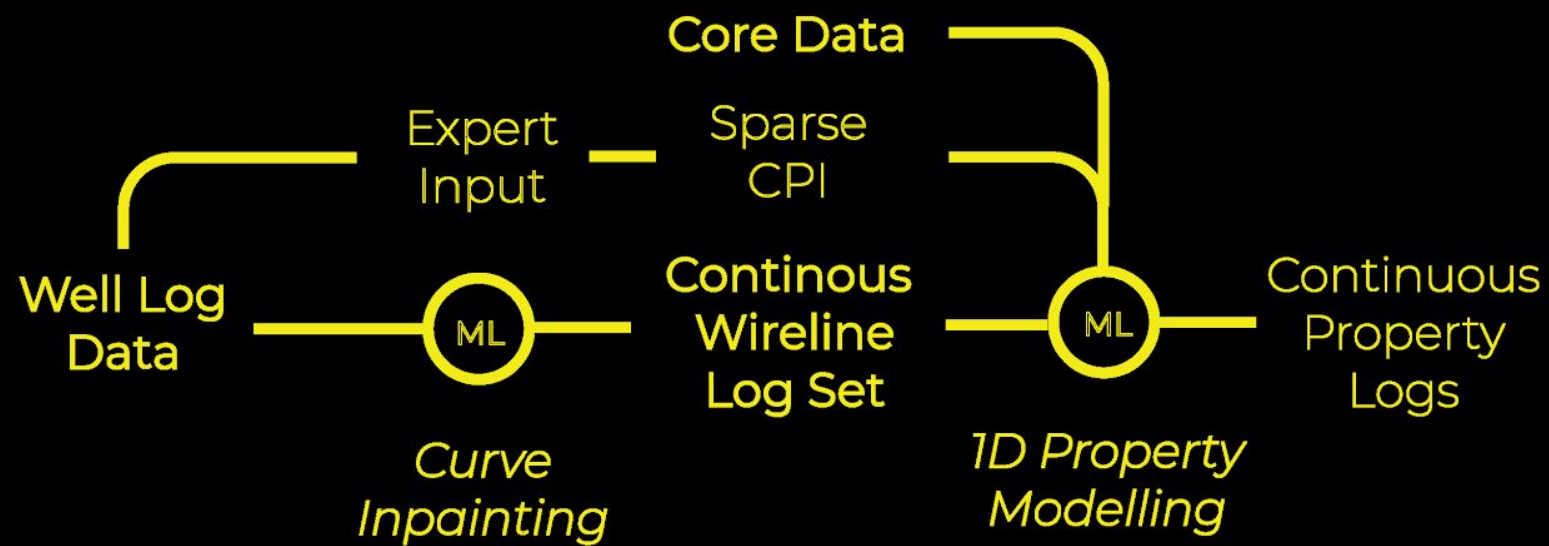 Core Data
Expert
Input
Sparse
CPI
Well Log
Data
ML
Continous
Wireline
Log Set
ML
Continuous
Property
Logs
Curve
Inpainting
1D Property
Modelling